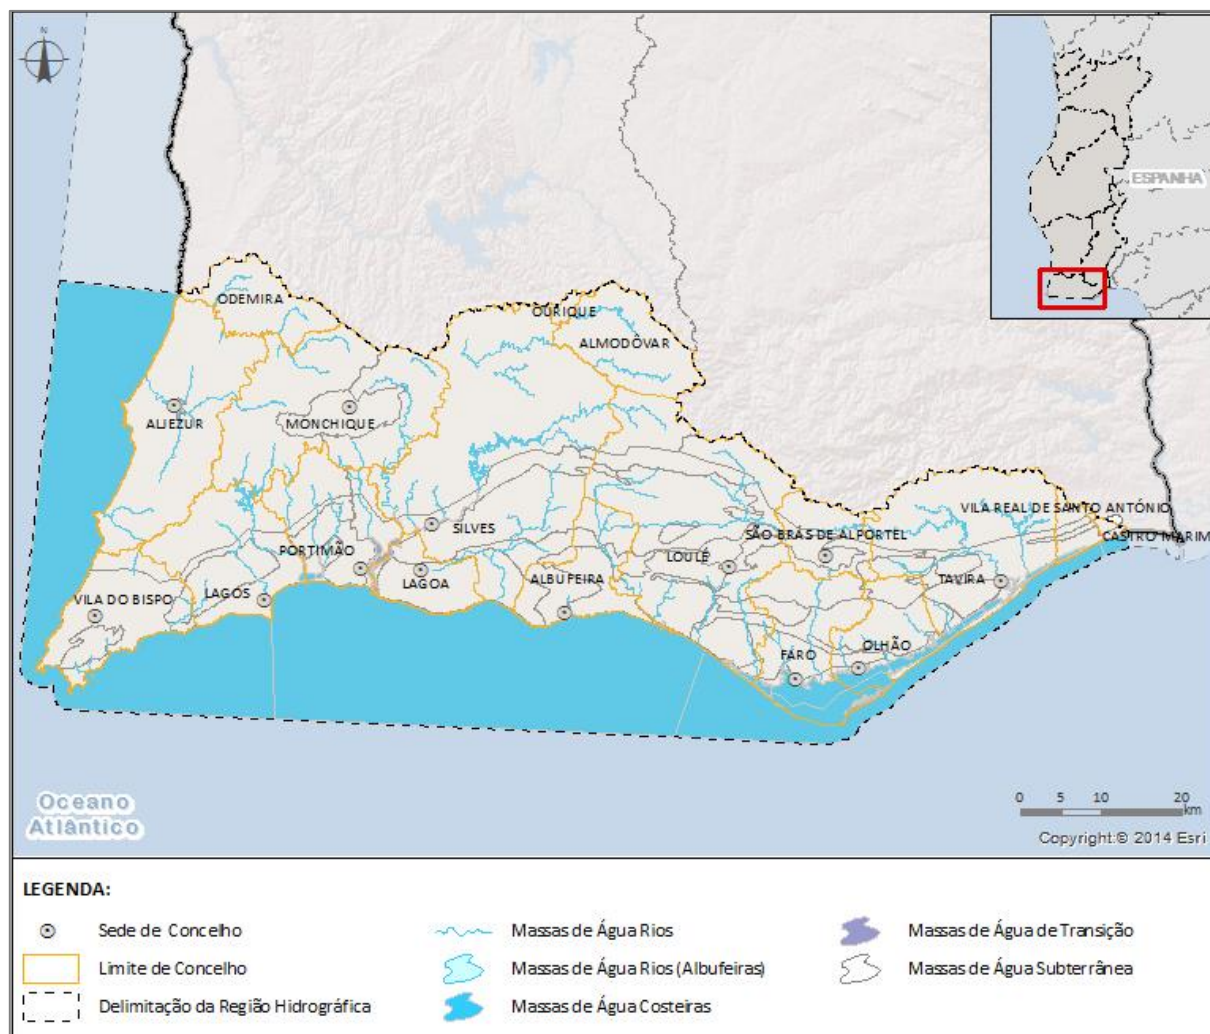 N
ESPANHA
ODEMIRA
OURIQUE
ALMODÔVAR
ALJEZUR
MONCHIQUE
VILA REAL DE SANTO ANTÓNIO
SILVES
SÃO BRÁS DE ALPORTEL
CASTRO MARIM
PORTIMÃO
LOULÉ
LAGOA
ALBUFEIRA
TAVIRA
VILA DO BISPO
LAGOS
OLHÃO
FARO
Oceano
Atlântico
0 5 10 20
km
Copyright:© 2014 Esri
LEGENDA:
Sede de Concelho
Limite de Concelho
Delimitação da Região Hidrográfica
Massas de Água Rios
Massas de Água Rios (Albufeiras)
Massas de Água Costeiras
Massas de Água de Transição
Massas de Água Subterrânea